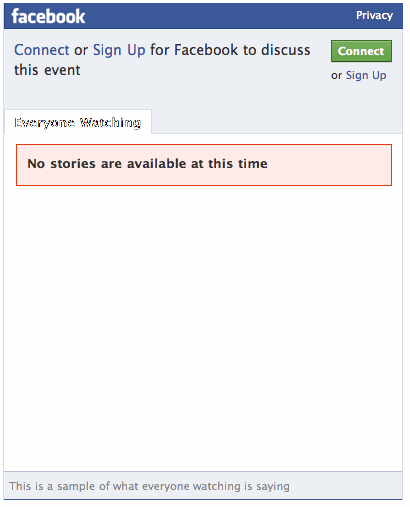 facebook Privacy
Connect or Sign Up for Facebook to discuss Connect
this event or Sign Up
Everyone Watching
No stories are available at this time
This is a sample of what everyone watching is saying